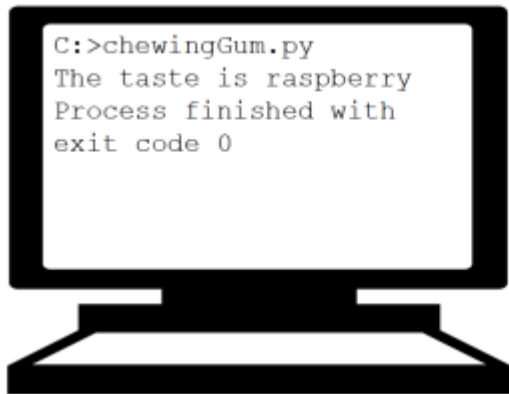 C:>chewingGum.py
The taste is raspberry
Process finished with
exit code 0